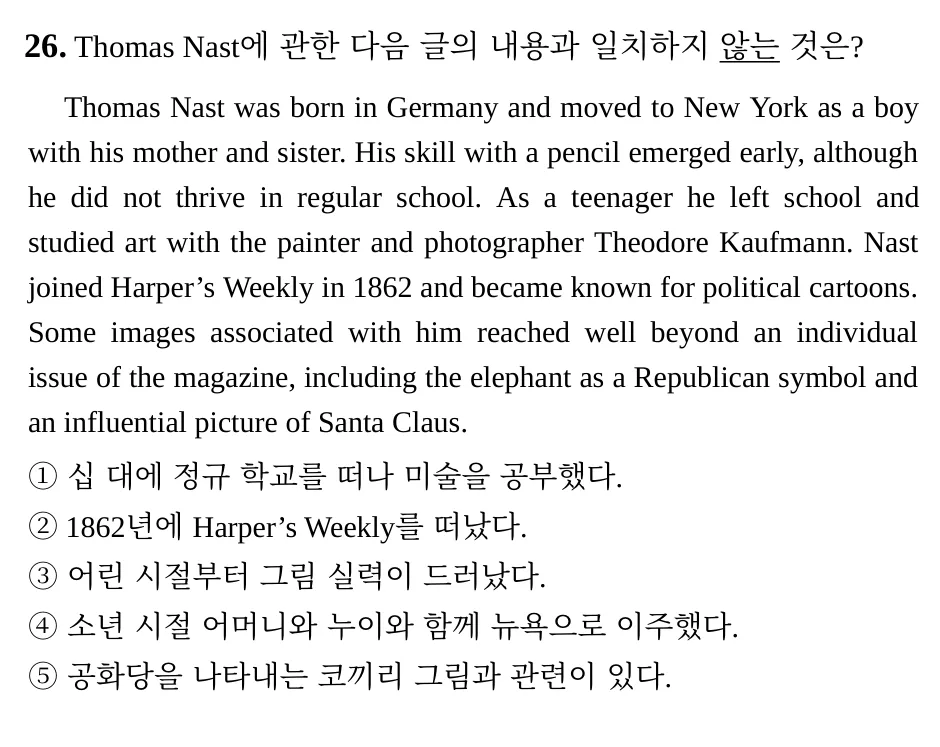 26. Thomas Nast에 관한 다음 글의 내용과 일치하지 않는 것은?
Thomas Nast was born in Germany and moved to New York as a boy
with his mother and sister. His skill with a pencil emerged early, although
he did not thrive in regular school. As a teenager he left school and
studied art with the painter and photographer Theodore Kaufmann. Nast
joined Harper’s Weekly in 1862 and became known for political cartoons.
Some images associated with him reached well beyond an individual
issue of the magazine, including the elephant as a Republican symbol and
an influential picture of Santa Claus.
① 십 대에 정규 학교를 떠나 미술을 공부했다.
② 1862년에 Harper’s Weekly를 떠났다.
③ 어린 시절부터 그림 실력이 드러났다.
④ 소년 시절 어머니와 누이와 함께 뉴욕으로 이주했다.
⑤ 공화당을 나타내는 코끼리 그림과 관련이 있다.